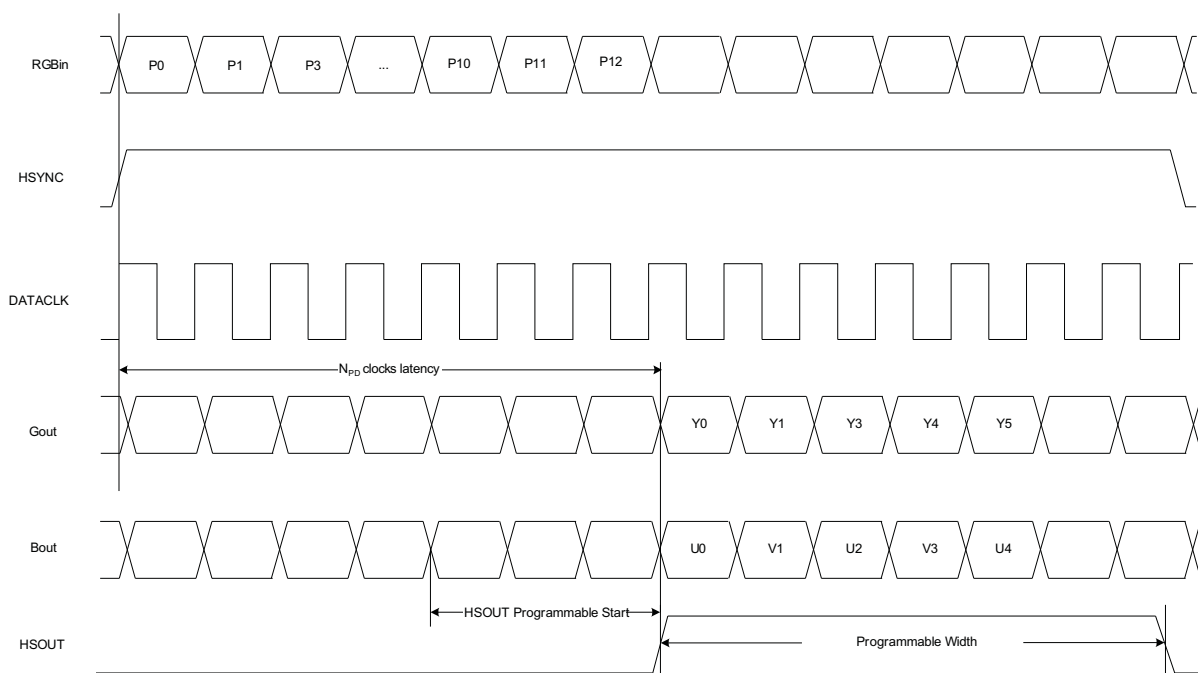 RGBin P0 P1 P3 ... P10 P11 P12
HSYNC
DATACLK
NPD clocks latency
Gout Y0 Y1 Y3 Y4 Y5
Bout U0 V1 U2 V3 U4
HSOUT Programmable Start
HSOUT Programmable Width